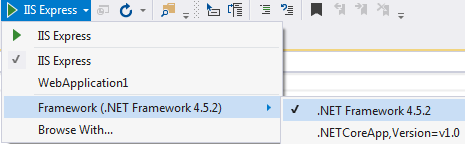 IIS Express
IIS Express
IIS Express
WebApplication1
Framework (.NET Framework 4.5.2)
.NET Framework 4.5.2
Browse With...
.NETCoreApp,Version=v1.0